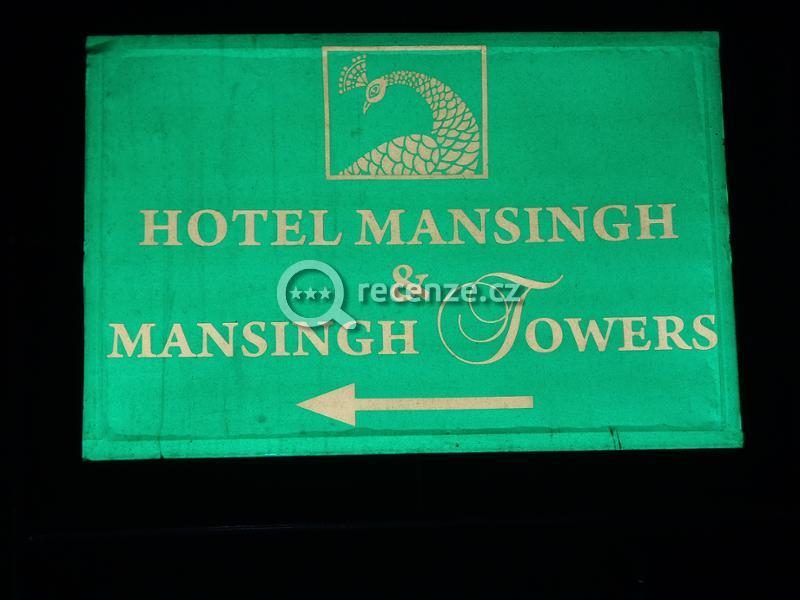 HOTEL MANSINGH
&
recenze.cz
MANSINGH TOWERS